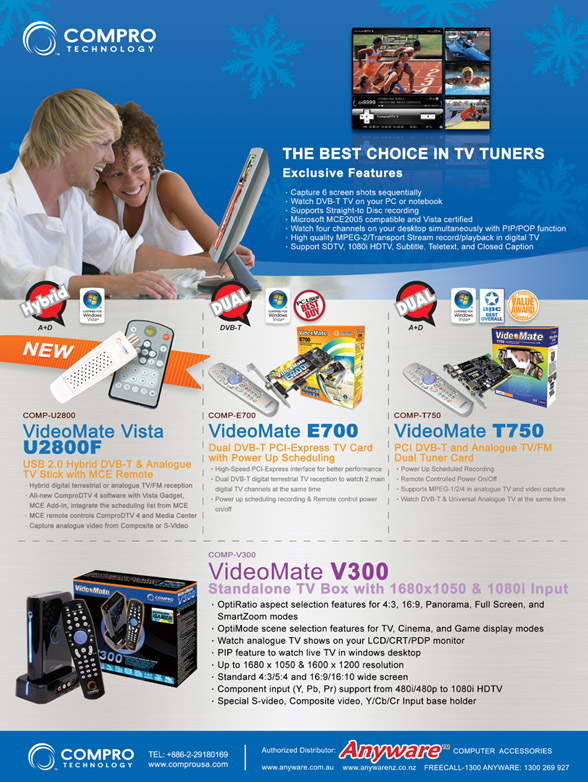 COMPRO
TECHNOLOGY
THE BEST CHOICE IN TV TUNERS
Exclusive Features
· Capture 6 screen shots sequentially
· Watch DVB-T TV on your PC or notebook
· Supports Straight-to Disc recording
· Microsoft MCE2005 compatible and Vista certified
· Watch four channels on your desktop simultaneously with PIP/POP function
· High quality MPEG-2/Transport Stream record/playback in digital TV
· Support SDTV, 1080i HDTV, Subtitle, Teletext, and Closed Caption
Hybrid
A+D
Windows
Vista
NEW
COMP-U2800
VideoMate Vista
U2800F
USB 2.0 Hybrid DVB-T & Analogue
TV Stick with MCE Remote
· Hybrid digital terrestrial or analogue TV/FM reception
· All-new ComproDTV 4 software with Vista Gadget,
MCE Add-In, integrate the scheduling list from MCE
· MCE remote controls ComproDTV 4 and Media Center
· Capture analogue video from Composite or S-Video
DUAL
DVB-T
Windows
Vista
PC USER
BEST
BUY
VideoMate
E700
COMP-E700
VideoMate E700
Dual DVB-T PCI-Express TV Card
with Power Up Scheduling
· High-Speed PCI-Express interface for better performance
· Dual DVB-T digital terrestrial TV reception to watch 2 main
digital TV channels at the same time
· Power up scheduling recording & Remote control power
on/off
DUAL
A+D
Windows
Vista
apc
BEST
OVERALL
VALUE
AWARD
VideoMate
COMP-T750
VideoMate T750
PCI DVB-T and Analogue TV/FM
Dual Tuner Card
· Power Up Scheduled Recording
· Remote Controlled Power On/Off
· Supports MPEG-1/2/4 in analogue TV and video capture
· Watch DVB-T & Universal Analogue TV at the same time
VideoMate
COMPRO
V300
COMP-V300
VideoMate V300
Standalone TV Box with 1680x1050 & 1080i Input
· OptiRatio aspect selection features for 4:3, 16:9, Panorama, Full Screen, and
SmartZoom modes
· OptiMode scene selection features for TV, Cinema, and Game display modes
· Watch analogue TV shows on your LCD/CRT/PDP monitor
· PIP feature to watch live TV in windows desktop
· Up to 1680 x 1050 & 1600 x 1200 resolution
· Standard 4:3/5:4 and 16:9/16:10 wide screen
· Component input (Y, Pb, Pr) support from 480i/480p to 1080i HDTV
· Special S-video, Composite video, Y/Cb/Cr Input base holder
COMPRO
TECHNOLOGY
TEL: +886-2-29180169
www.comprousa.com
Authorized Distributor: Anyware COMPUTER ACCESSORIES
www.anyware.com.au www.anywarenz.co.nz FREECALL-1300 ANYWARE: 1300 269 927